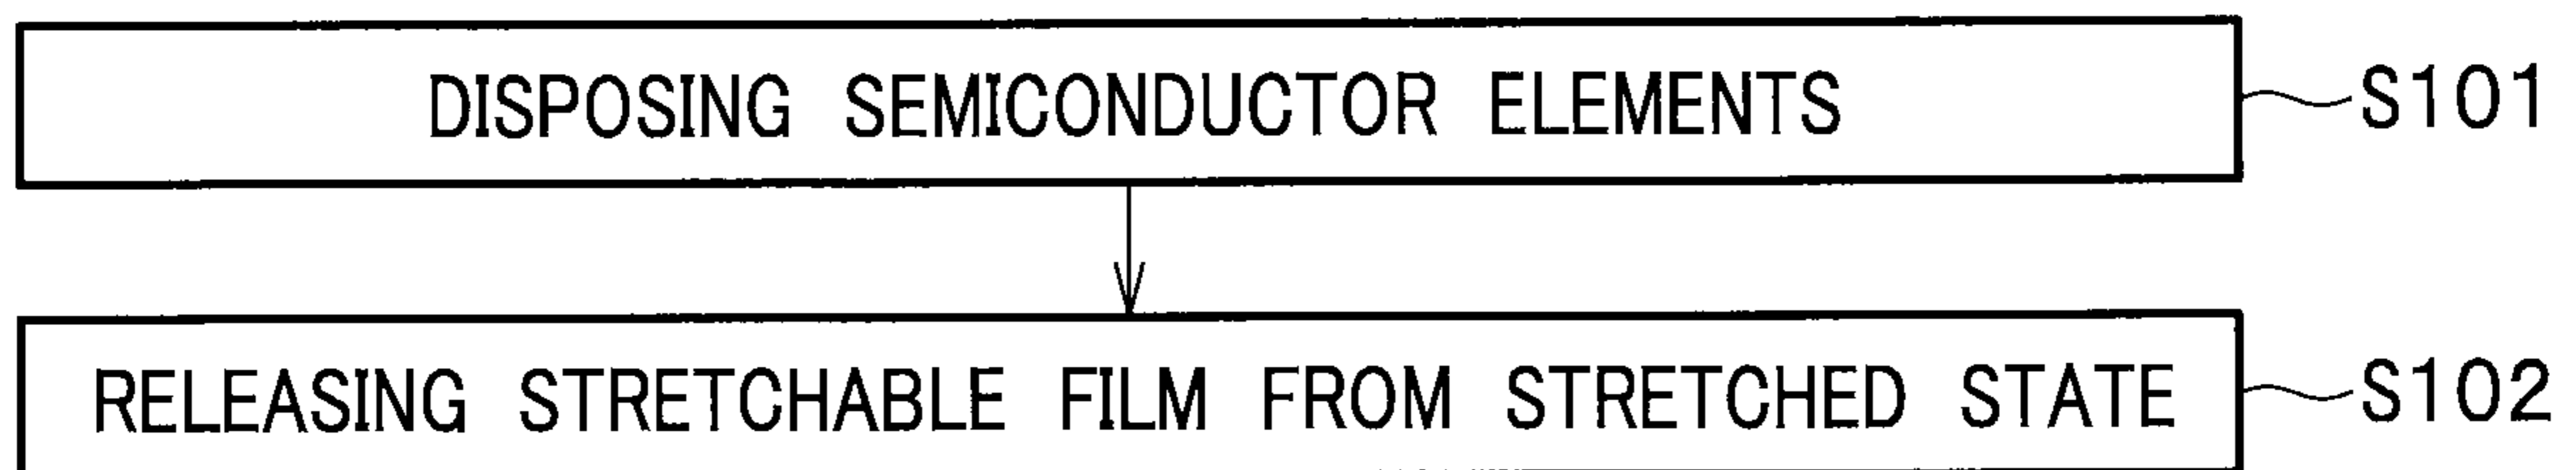 DISPOSING SEMICONDUCTOR ELEMENTS S101
RELEASING STRETCHABLE FILM FROM STRETCHED STATE S102